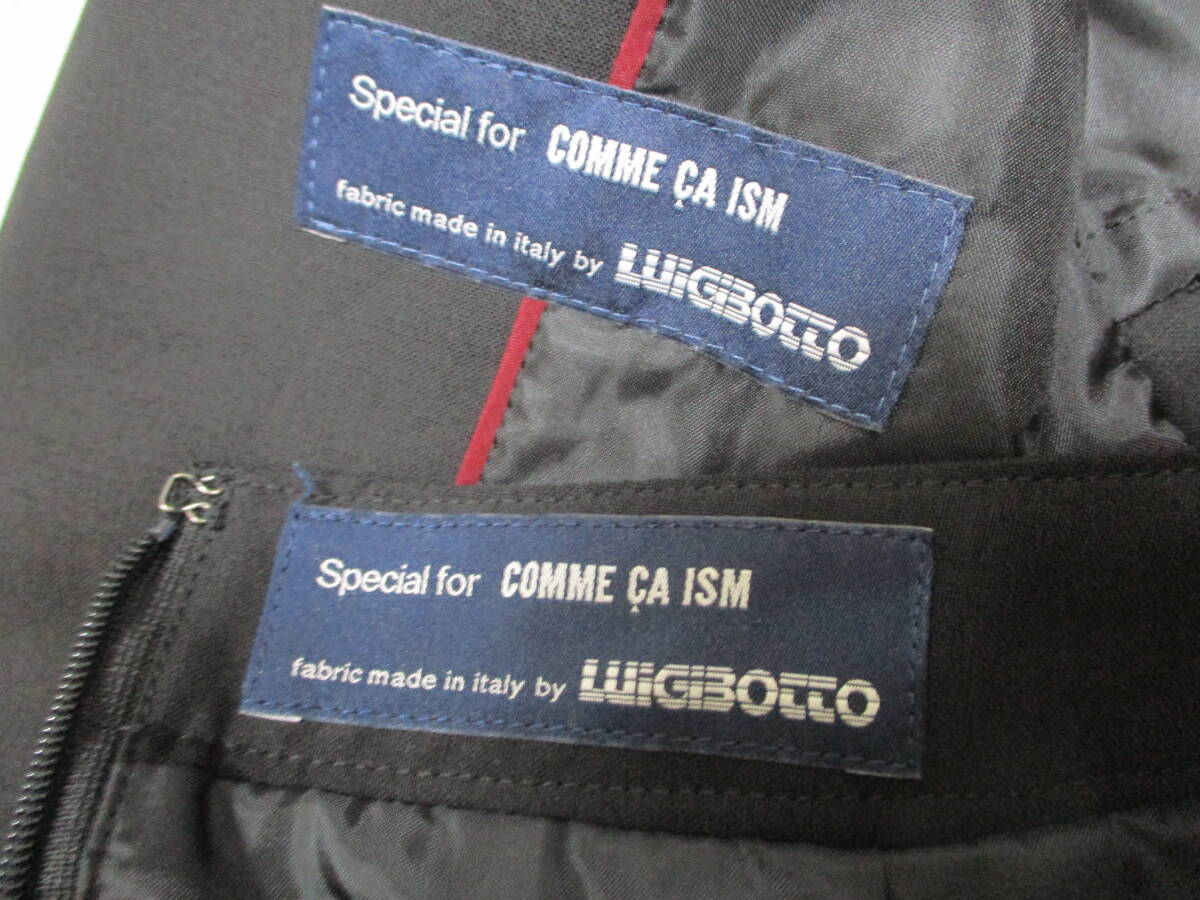 Special for COMME ÇA ISM
fabric made in italy by LUIGIBOTTO
Special for COMME ÇA ISM
fabric made in italy by LUIGIBOTTO